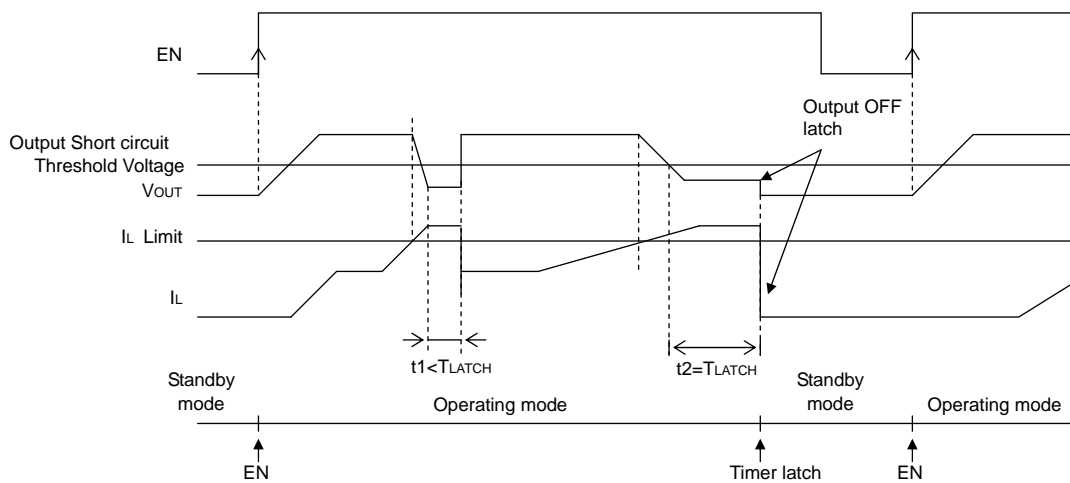 EN
Output OFF
latch
Output Short circuit
Threshold Voltage
VOUT
IL Limit
IL
t1<TLATCH
t2=TLATCH
Standby
mode
Operating mode
Standby
mode
Operating mode
EN
Timer latch
EN